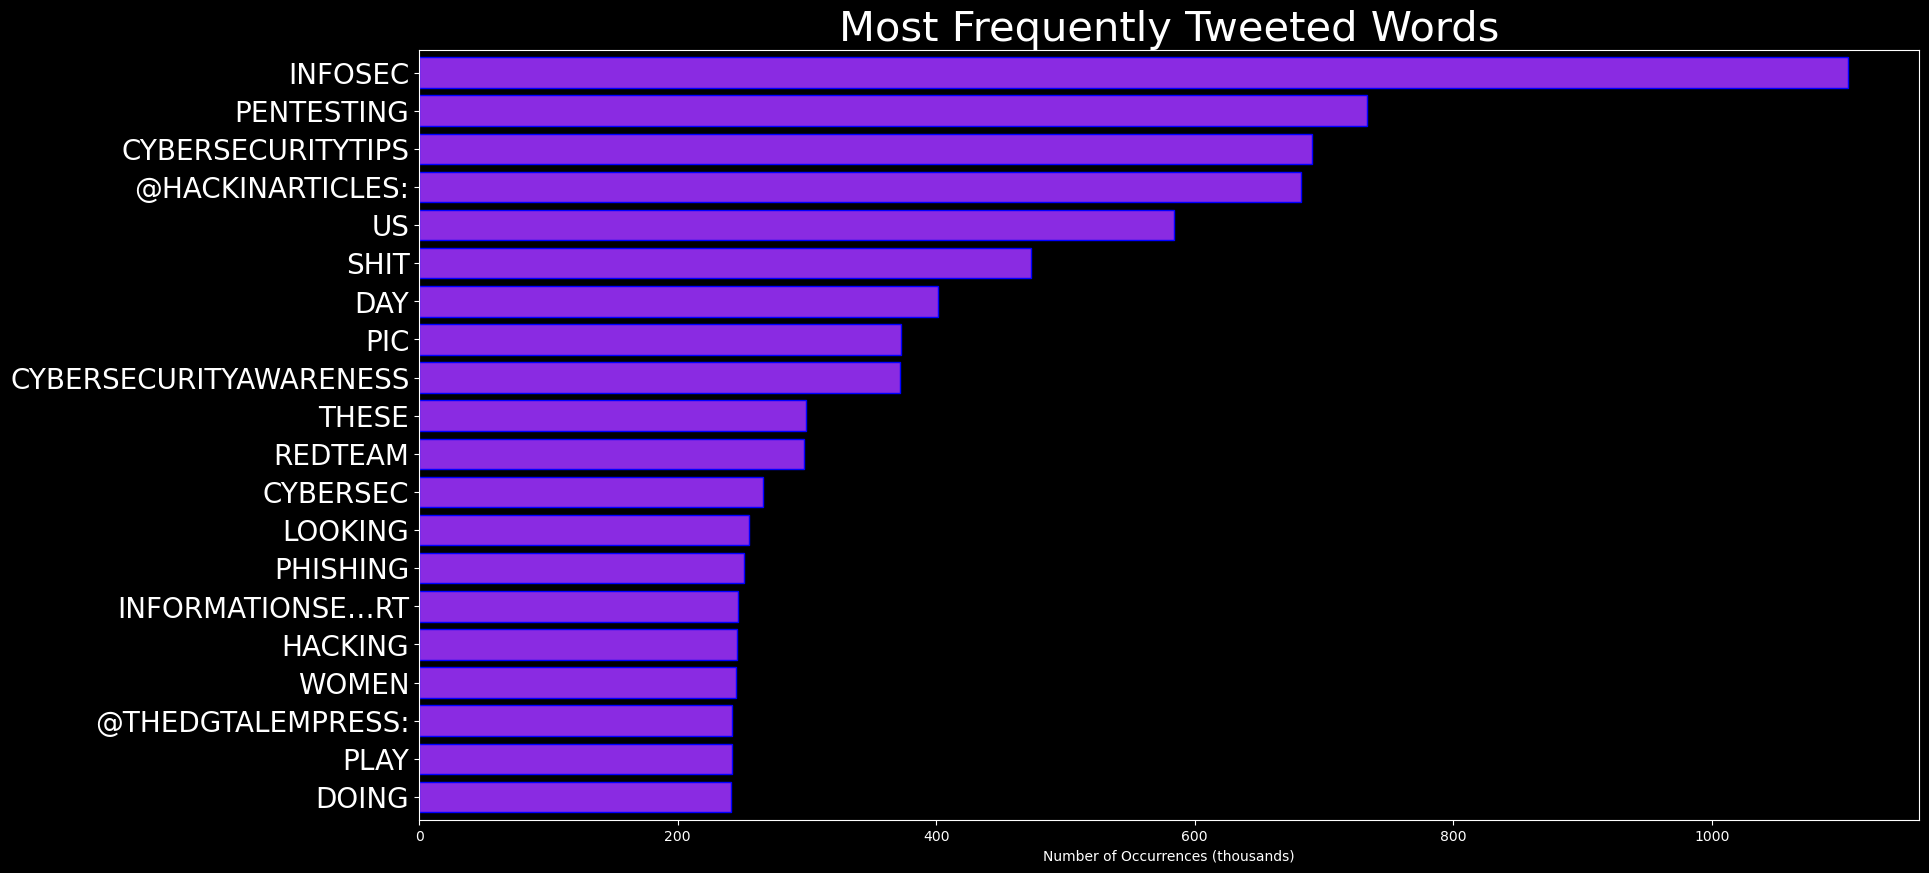 Most Frequently Tweeted Words
INFOSEC
PENTESTING
CYBERSECURITYTIPS
@HACKINARTICLES:
US
SHIT
DAY
PIC
CYBERSECURITYAWARENESS
THESE
REDTEAM
CYBERSEC
LOOKING
PHISHING
INFORMATIONSE…RT
HACKING
WOMEN
@THEDGTALEMPRESS:
PLAY
DOING
0 200 400 600 800 1000
Number of Occurrences (thousands)